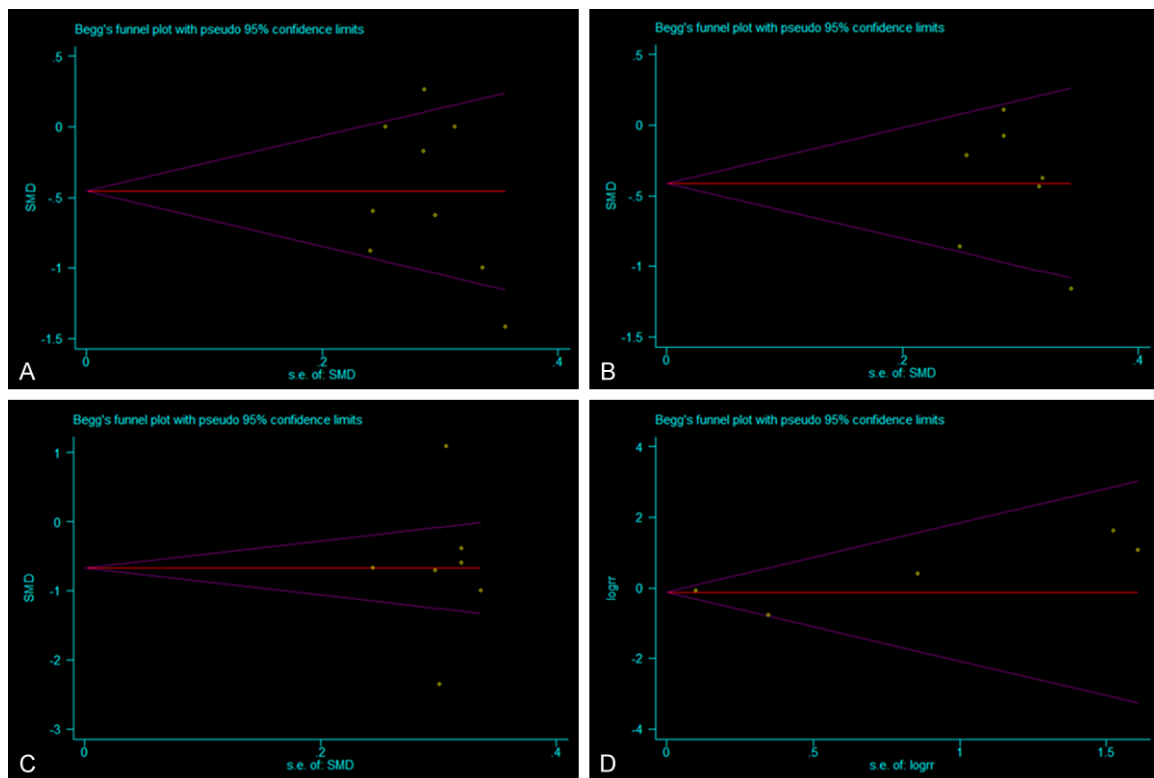 Begg's funnel plot with pseudo 95% confidence limits
.5
0
-.5
-1
-1.5
SMD
0
.2
.4
s.e. of: SMD
A
Begg's funnel plot with pseudo 95% confidence limits
.5
0
-.5
-1
-1.5
SMD
0
.2
.4
s.e. of: SMD
B
Begg's funnel plot with pseudo 95% confidence limits
1
0
-1
-2
-3
SMD
0
.2
.4
s.e. of: SMD
C
Begg's funnel plot with pseudo 95% confidence limits
4
2
0
-2
-4
logrr
0
.5
1
1.5
s.e. of: logrr
D